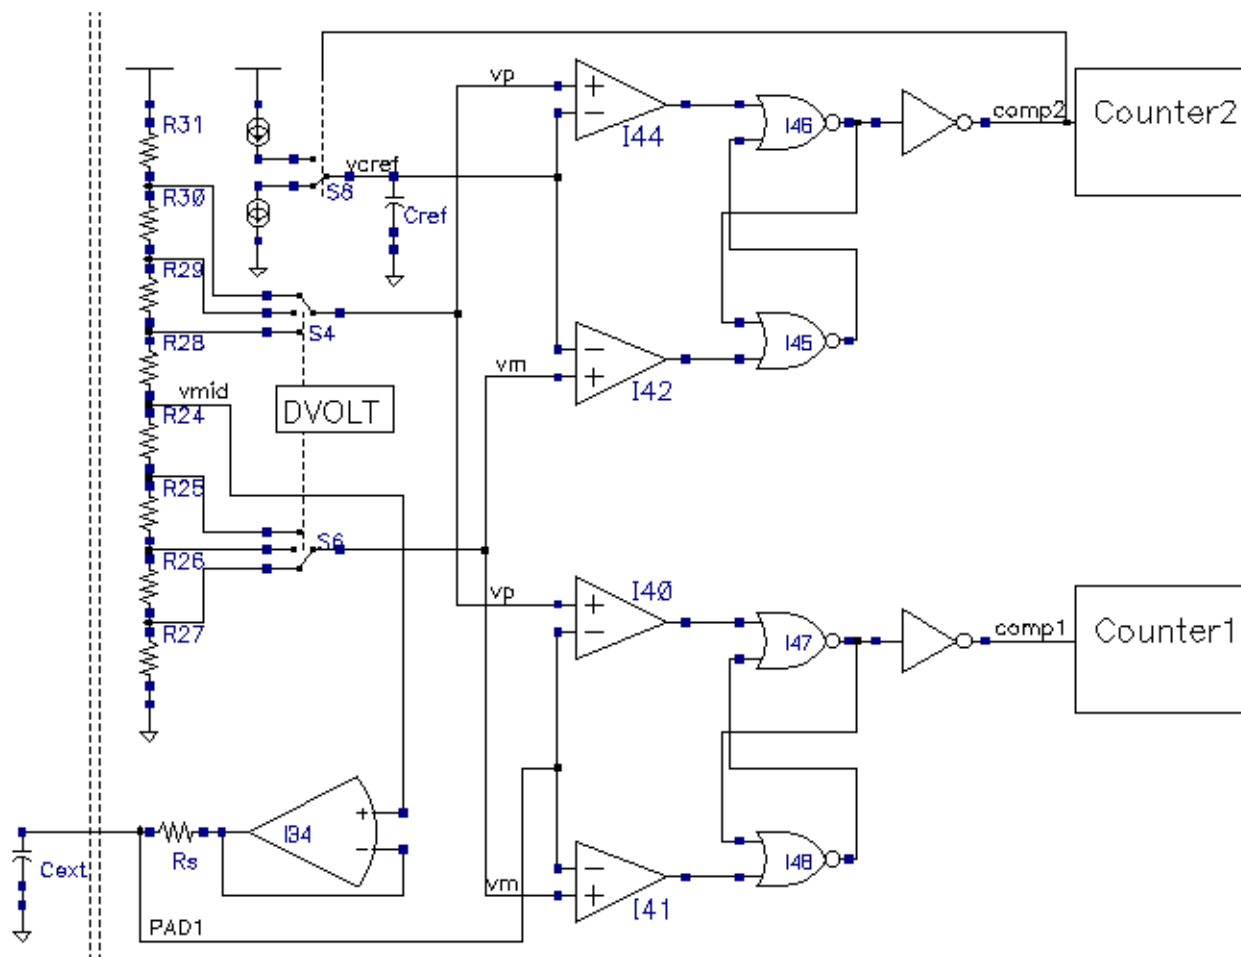 vp
comp2
Counter2
R31
I44
I46
vcref
R30
S8
Cref
R29
S4
R28
I45
vm
I42
vmid
DVOLT
R24
R25
S6
R26
I40
vp
comp1
Counter1
R27
I47
I34
Rs
Cext
I48
vm
I41
PAD1